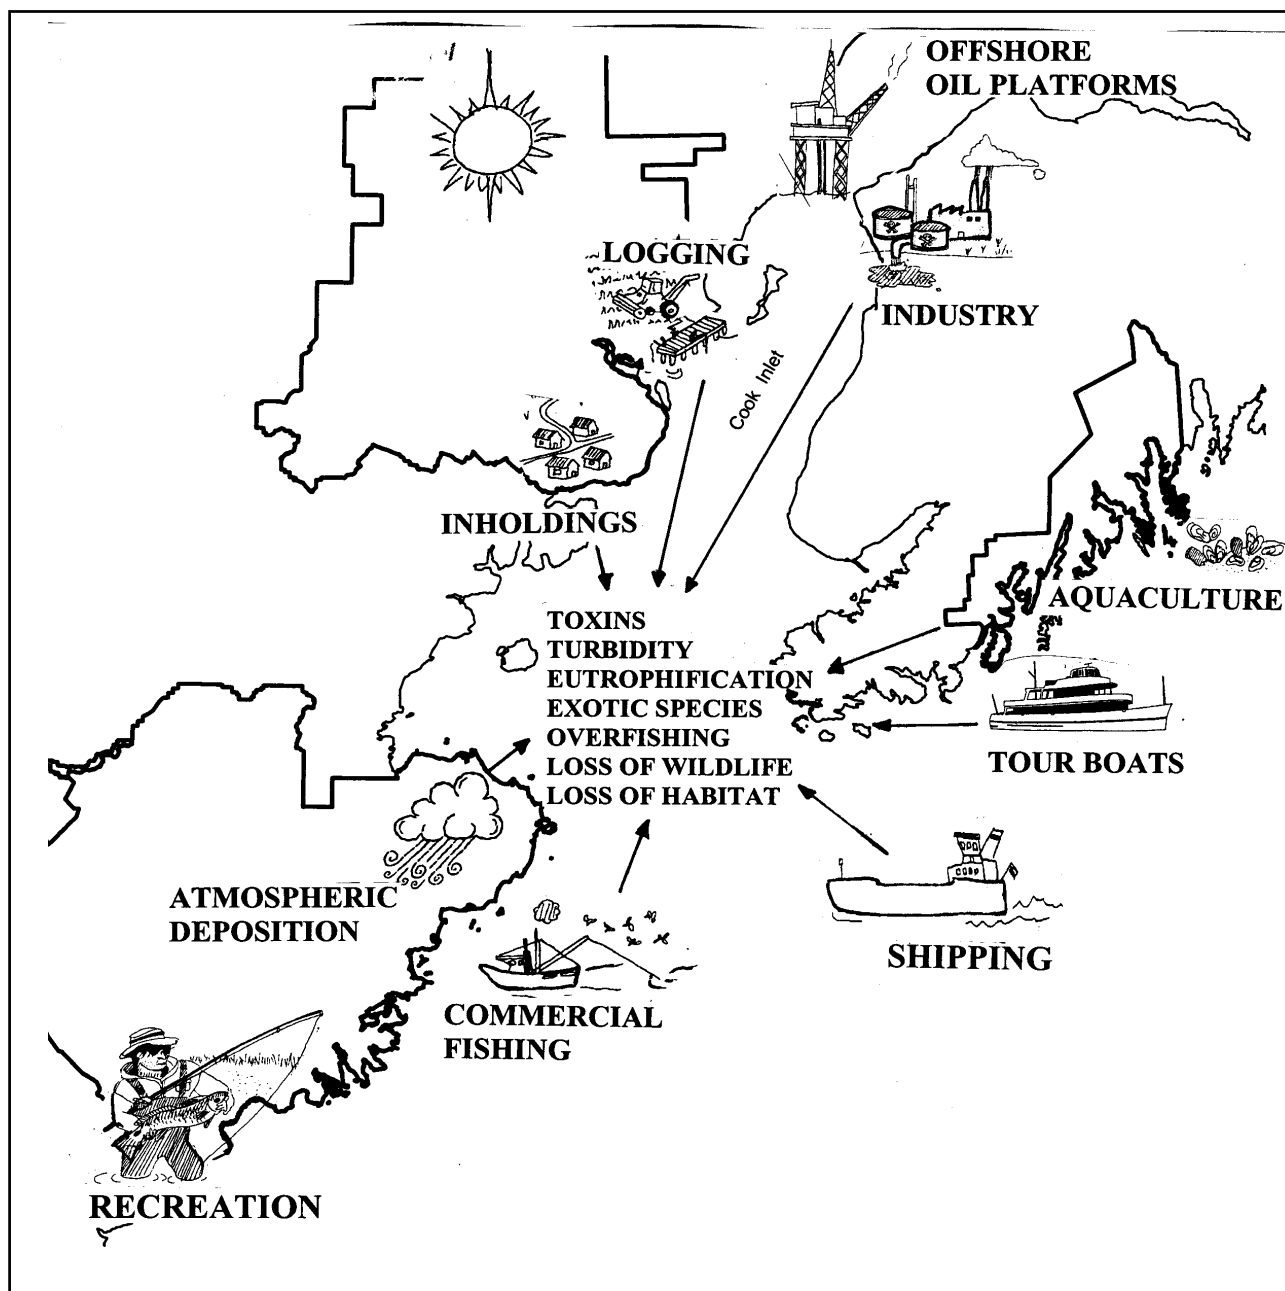 OFFSHORE
OIL PLATFORMS
LOGGING
INDUSTRY
Cook Inlet
INHOLDINGS
AQUACULTURE
TOXINS
TURBIDITY
EUTROPHIFICATION
EXOTIC SPECIES
OVERFISHING
LOSS OF WILDLIFE
LOSS OF HABITAT
TOUR BOATS
ATMOSPHERIC
DEPOSITION
SHIPPING
COMMERCIAL
FISHING
RECREATION